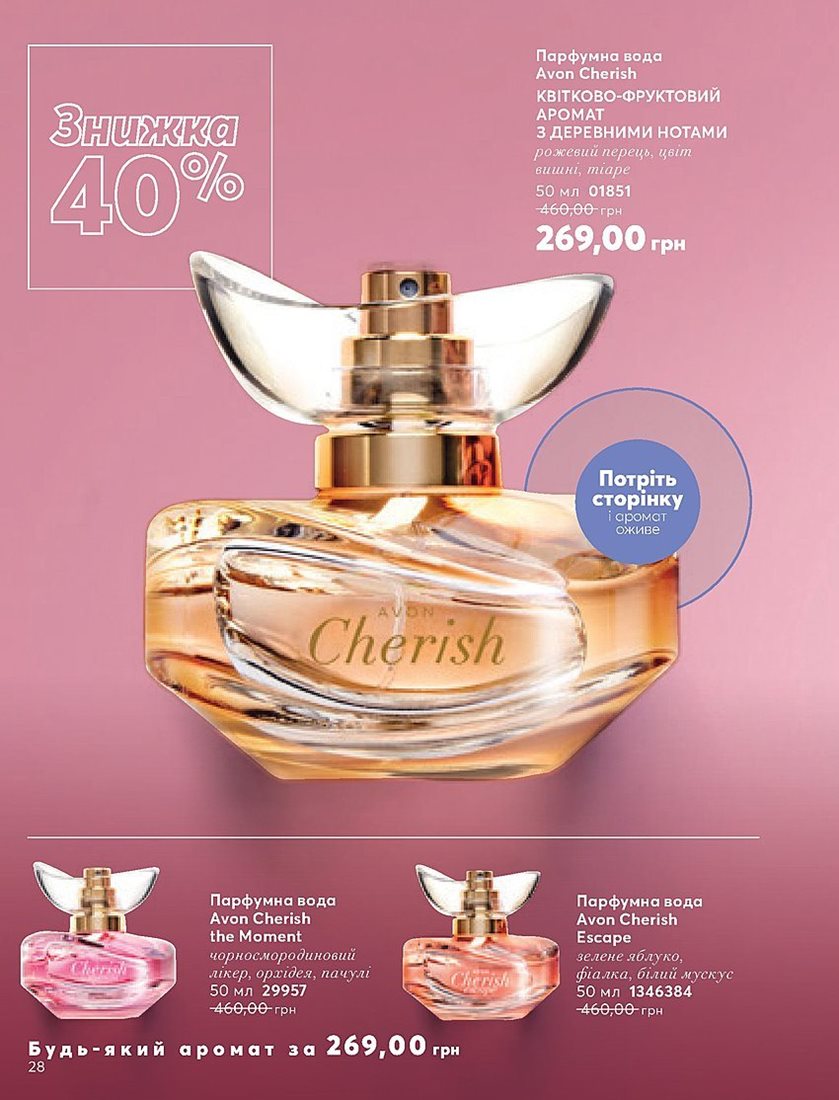 Знижка
40%
Парфумна вода
Avon Cherish
КВІТКОВО-ФРУКТОВИЙ
АРОМАТ
З ДЕРЕВНИМИ НОТАМИ
рожевий перець, цвіт
вишні, тіаре
50 мл 01851
460,00 грн
269,00 грн
Потріть
сторінку
і аромат
оживе
AVON
Cherish
Cherish
Парфумна вода
Avon Cherish
the Moment
чорносмородиновий
лікер, орхідея, пачулі
50 мл 29957
460,00 грн
Cherish
Парфумна вода
Avon Cherish
Escape
зелене яблуко,
фіалка, білий мускус
50 мл 1346384
460,00 грн
Будь-який аромат за 269,00 грн
28